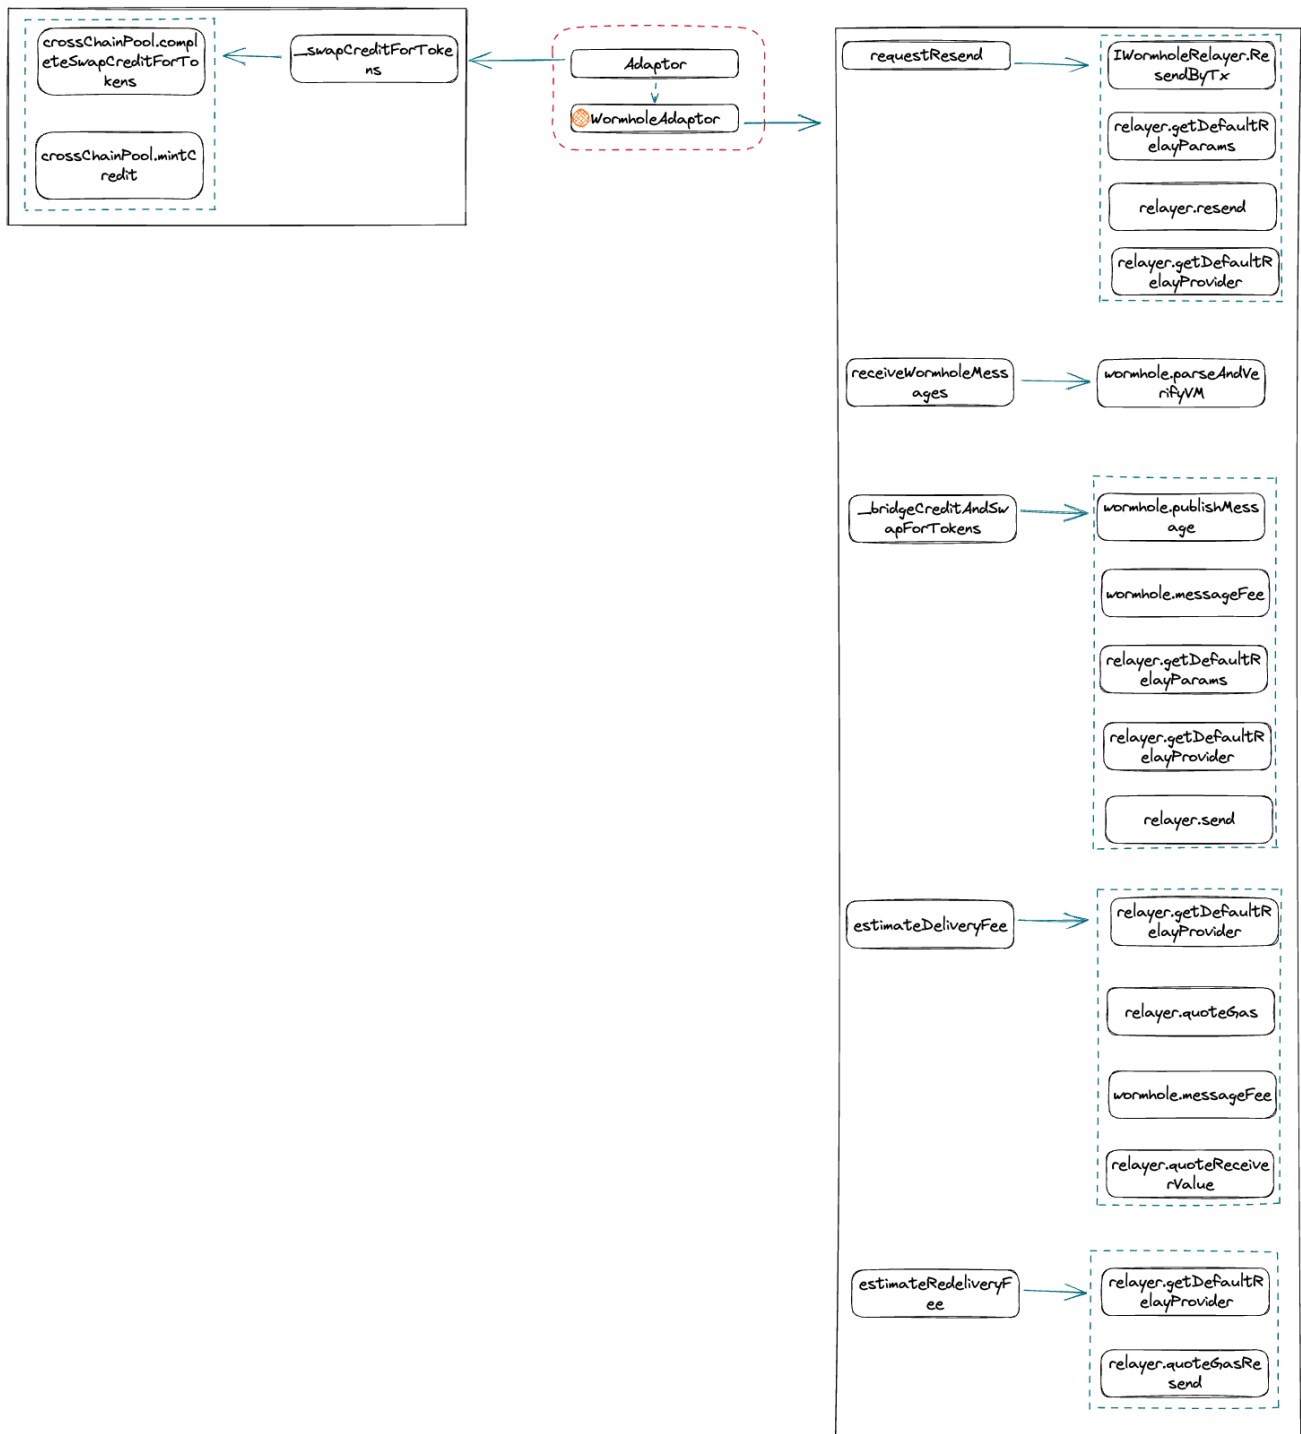 crossChainPool.compl
eteSwapCreditForTo
kens
_swapCreditForToke
ns
crossChainPool.mintC
redit
Adaptor
WormholeAdaptor
requestResend
IWormholeRelayer.Re
sendByTx
relayer.getDefaultR
elayParams
relayer.resend
relayer.getDefaultR
elayProvider
receiveWormholeMess
ages
wormhole.parseAndVe
rifyVM
_bridgeCreditAndSw
apForTokens
wormhole.publishMess
age
wormhole.messageFee
relayer.getDefaultR
elayParams
relayer.getDefaultR
elayProvider
relayer.send
estimateDeliveryFee
relayer.getDefaultR
elayProvider
relayer.quoteGas
wormhole.messageFee
relayer.quoteReceive
rValue
estimateRedeliveryF
ee
relayer.getDefaultR
elayProvider
relayer.quoteGasRe
send